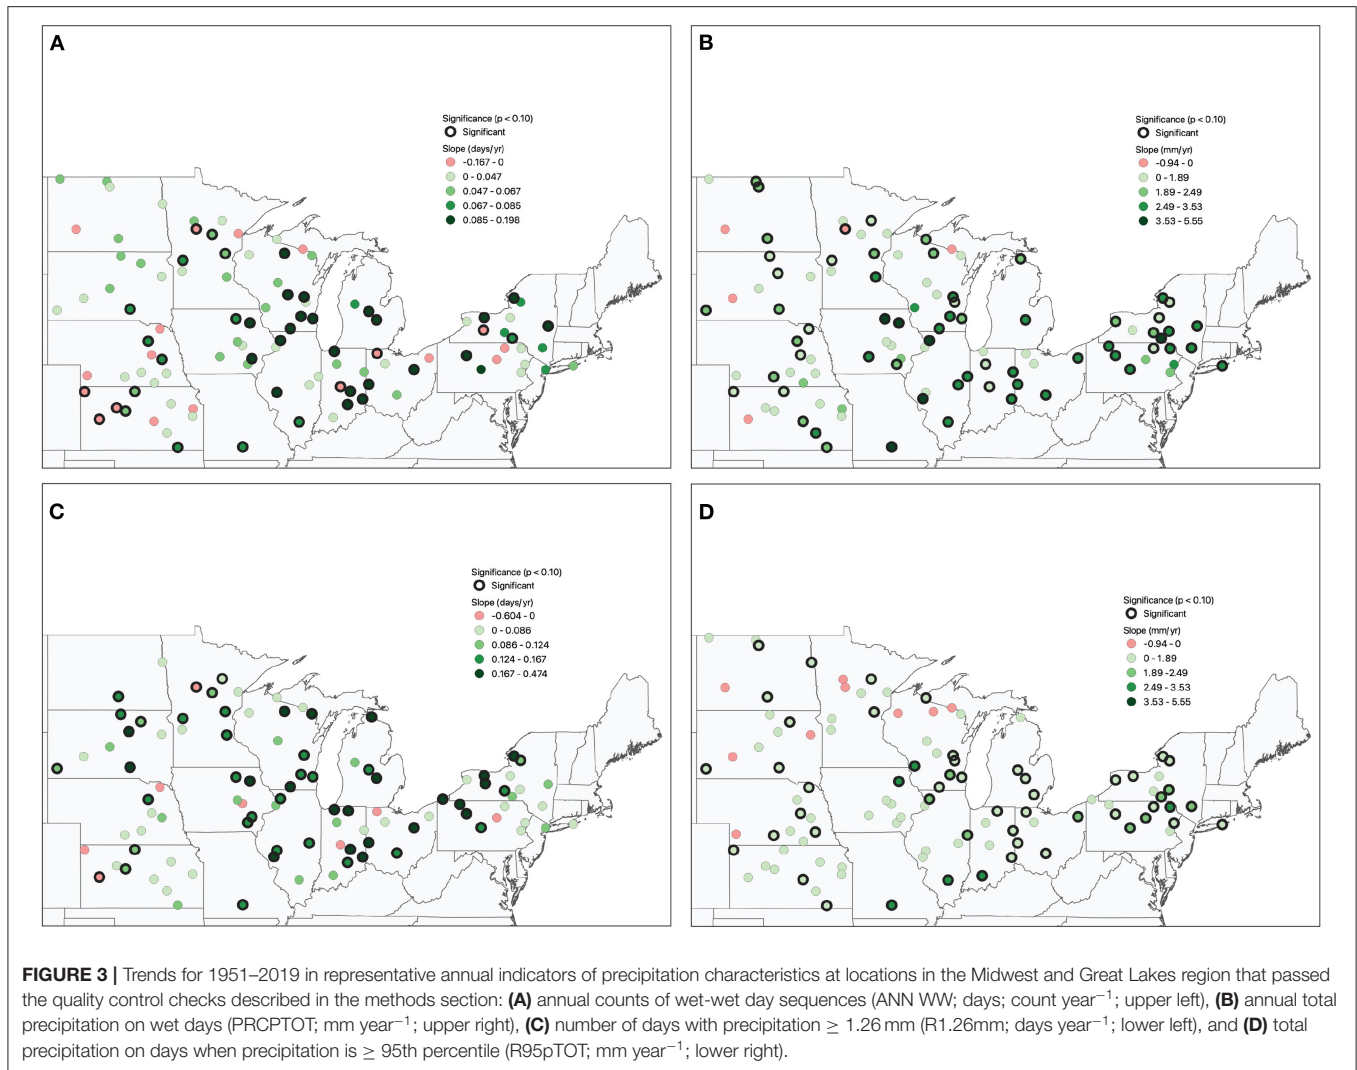 A
Significance (p < 0.10)
Significant
Slope (days/yr)
-0.167 - 0
0 - 0.047
0.047 - 0.067
0.067 - 0.085
0.085 - 0.198
B
Significance (p < 0.10)
Significant
Slope (mm/yr)
-0.94 - 0
0 - 1.89
1.89 - 2.49
2.49 - 3.53
3.53 - 5.55
C
Significance (p < 0.10)
Significant
Slope (days/yr)
-0.604 - 0
0 - 0.086
0.086 - 0.124
0.124 - 0.167
0.167 - 0.474
D
Significance (p < 0.10)
Significant
Slope (mm/yr)
-0.94 - 0
0 - 1.89
1.89 -2.49
2.49 - 3.53
3.53 - 5.55
FIGURE 3 | Trends for 1951–2019 in representative annual indicators of precipitation characteristics at locations in the Midwest and Great Lakes region that passed
the quality control checks described in the methods section: (A) annual counts of wet-wet day sequences (ANN WW; days; count year⁻¹; upper left), (B) annual total
precipitation on wet days (PRCPTOT; mm year⁻¹; upper right), (C) number of days with precipitation ≥ 1.26 mm (R1.26mm; days year⁻¹; lower left), and (D) total
precipitation on days when precipitation is ≥ 95th percentile (R95pTOT; mm year⁻¹; lower right).